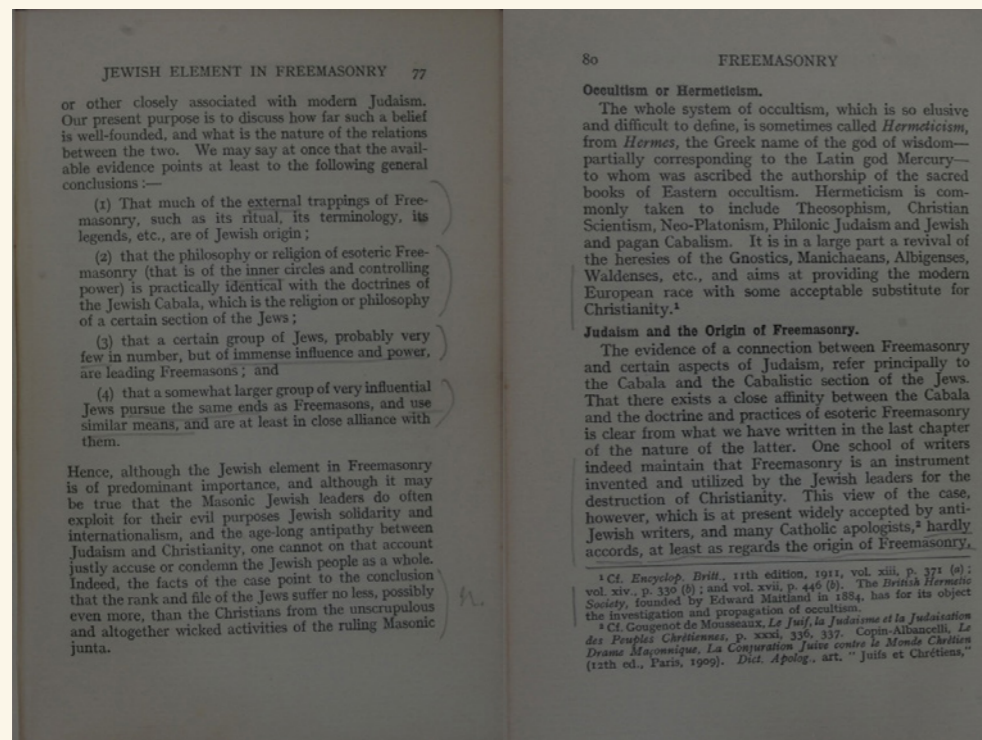 JEWISH ELEMENT IN FREEMASONRY 77
or other closely associated with modern Judaism.
Our present purpose is to discuss how far such a belief
is well-founded, and what is the nature of the relations
between the two. We may say at once that the avail-
able evidence points at least to the following general
conclusions :—
(1) That much of the external trappings of Free-
masonry, such as its ritual, its terminology, its
legends, etc., are of Jewish origin ;
(2) that the philosophy or religion of esoteric Free-
masonry (that is of the inner circles and controlling
power) is practically identical with the doctrines of
the Jewish Cabala, which is the religion or philosophy
of a certain section of the Jews ;
(3) that a certain group of Jews, probably very
few in number, but of immense influence and power,
are leading Freemasons ; and
(4) that a somewhat larger group of very influential
Jews pursue the same ends as Freemasons, and use
similar means, and are at least in close alliance with
them.
Hence, although the Jewish element in Freemasonry
is of predominant importance, and although it may
be true that the Masonic Jewish leaders do often
exploit for their evil purposes Jewish solidarity and
internationalism, and the age-long antipathy between
Judaism and Christianity, one cannot on that account
justly accuse or condemn the Jewish people as a whole.
Indeed, the facts of the case point to the conclusion
that the rank and file of the Jews suffer no less, possibly
even more, than the Christians from the unscrupulous
and altogether wicked activities of the ruling Masonic
junta.
80 FREEMASONRY
Occultism or Hermeticism.
The whole system of occultism, which is so elusive
and difficult to define, is sometimes called Hermeticism,
from Hermes, the Greek name of the god of wisdom—
partially corresponding to the Latin god Mercury—
to whom was ascribed the authorship of the sacred
books of Eastern occultism. Hermeticism is com-
monly taken to include Theosophism, Christian
Scientism, Neo-Platonism, Philonic Judaism and Jewish
and pagan Cabalism. It is in a large part a revival of
the heresies of the Gnostics, Manichaeans, Albigenses,
Waldenses, etc., and aims at providing the modern
European race with some acceptable substitute for
Christianity.¹
Judaism and the Origin of Freemasonry.
The evidence of a connection between Freemasonry
and certain aspects of Judaism, refer principally to
the Cabala and the Cabalistic section of the Jews.
That there exists a close affinity between the Cabala
and the doctrine and practices of esoteric Freemasonry
is clear from what we have written in the last chapter
of the nature of the latter. One school of writers
indeed maintain that Freemasonry is an instrument
invented and utilized by the Jewish leaders for the
destruction of Christianity. This view of the case,
however, which is at present widely accepted by anti-
Jewish writers, and many Catholic apologists,² hardly
accords, at least as regards the origin of Freemasonry,
¹ Cf. Encyclop. Britt., 11th edition, 1911, vol. xiii, p. 371 (a) ;
vol. xiv., p. 330 (b) ; and vol. xvii, p. 446 (b). The British Hermetic
Society, founded by Edward Maitland in 1884, has for its object
the investigation and propagation of occultism.
² Cf. Gougenot de Mousseaux, Le Juif, la Judaïsme et la Judaïsation
des Peuples Chrétiennes, p. xxxi, 336, 337. Copin-Albancelli, Le
Drame Maçonnique, La Conjuration Juive contre le Monde Chrétien
(12th ed., Paris, 1909). Dict. Apolog., art. " Juifs et Chrétiens,"